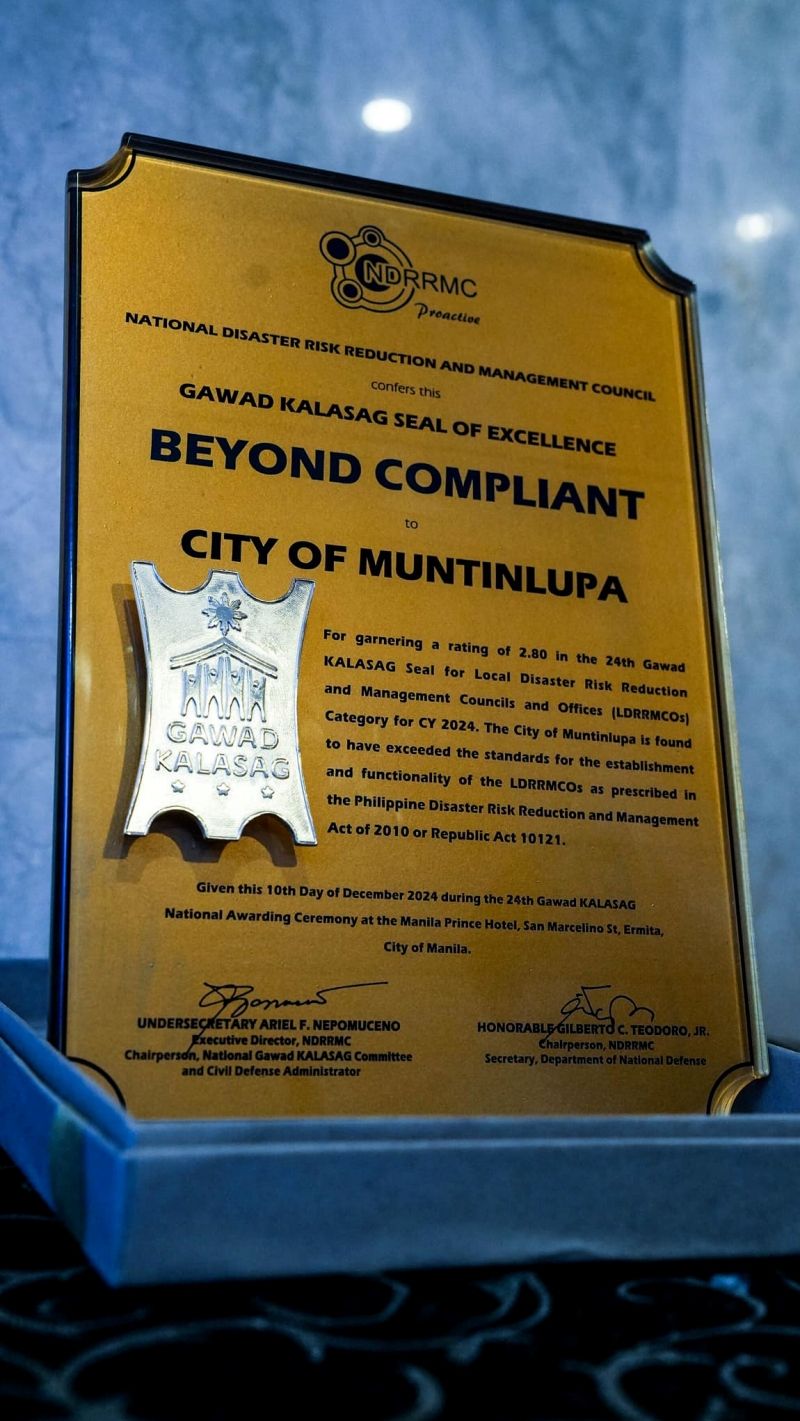 NDRRMC
Proactive
NATIONAL DISASTER RISK REDUCTION AND MANAGEMENT COUNCIL
confers this
GAWAD KALASAG SEAL OF EXCELLENCE
BEYOND COMPLIANT
to
CITY OF MUNTINLUPA
GAWAD
KALASAG
For garnering a rating of 2.80 in the 24th Gawad
KALASAG Seal for Local Disaster Risk Reduction
and Management Councils and Offices (LDRRMCOs)
Category for CY 2024. The City of Muntinlupa is found
to have exceeded the standards for the establishment
and functionality of the LDRRMCOs as prescribed in
the Philippine Disaster Risk Reduction and Management
Act of 2010 or Republic Act 10121.
Given this 10th Day of December 2024 during the 24th Gawad KALASAG
National Awarding Ceremony at the Manila Prince Hotel, San Marcelino St, Ermita,
City of Manila.
UNDERSECRETARY ARIEL F. NEPOMUCENO
Executive Director, NDRRMC
Chairperson, National Gawad KALASAG Committee
and Civil Defense Administrator
HONORABLE GILBERTO C. TEODORO, JR.
Chairperson, NDRRMC
Secretary, Department of National Defense